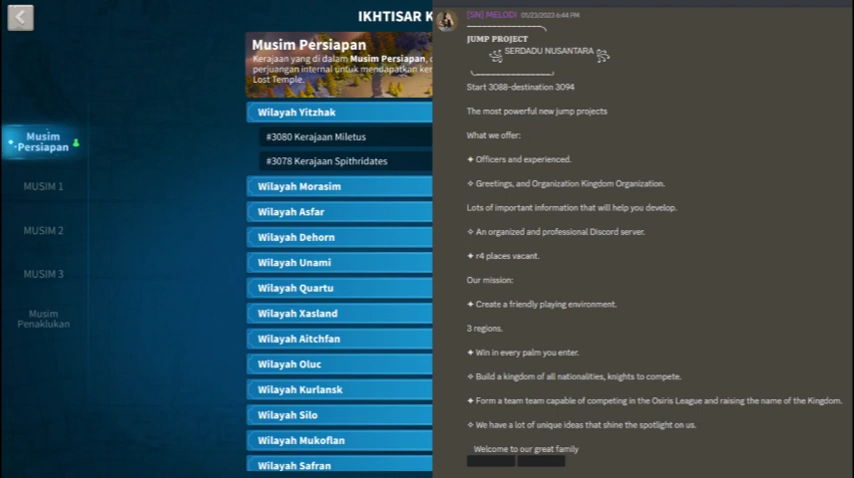 IKHTISAR K
Musim Persiapan
Kerajaan yang di dalam Musim Persiapan,
perjuangan internal untuk mendapatkan ker
Lost Temple.
Musim
Persiapan
MUSIM 1
MUSIM 2
MUSIM 3
Musim
Penaklukan
Wilayah Yitzhak
#3080 Kerajaan Miletus
#3078 Kerajaan Spithridates
Wilayah Morasim
Wilayah Asfar
Wilayah Dehorn
Wilayah Unami
Wilayah Quartu
Wilayah Xasland
Wilayah Aitchfan
Wilayah Oluc
Wilayah Kurlansk
Wilayah Silo
Wilayah Mukoflan
Wilayah Safran
[SN] MELODI 01/23/2023 6:44 PM
JUMP PROJECT
SERDADU NUSANTARA
Start 3088-destination 3094
The most powerful new jump projects
What we offer:
✦ Officers and experienced.
✧ Greetings, and Organization Kingdom Organization.
Lots of important information that will help you develop.
✧ An organized and professional Discord server.
✦ r4 places vacant.
Our mission:
✦ Create a friendly playing environment.
3 regions.
✦ Win in every palm you enter.
✧ Build a kingdom of all nationalities, knights to compete.
✦ Form a team team capable of competing in the Osiris League and raising the name of the Kingdom.
✧ We have a lot of unique ideas that shine the spotlight on us.
Welcome to our great family